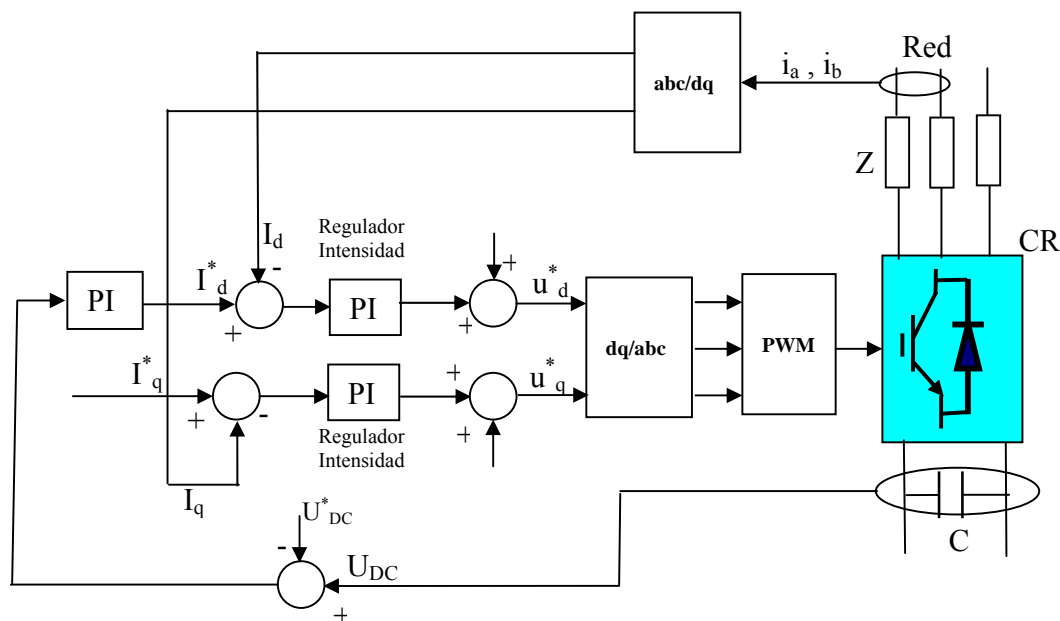 Red
abc/dq
i_a , i_b
Z
CR
I_d
-
Regulador
Intensidad
PI
I*_d
+
PI
+
+
u*_d
dq/abc
PWM
I*_q
+
-
PI
Regulador
Intensidad
+
+
u*_q
I_q
U*_DC
-
U_DC
+
C